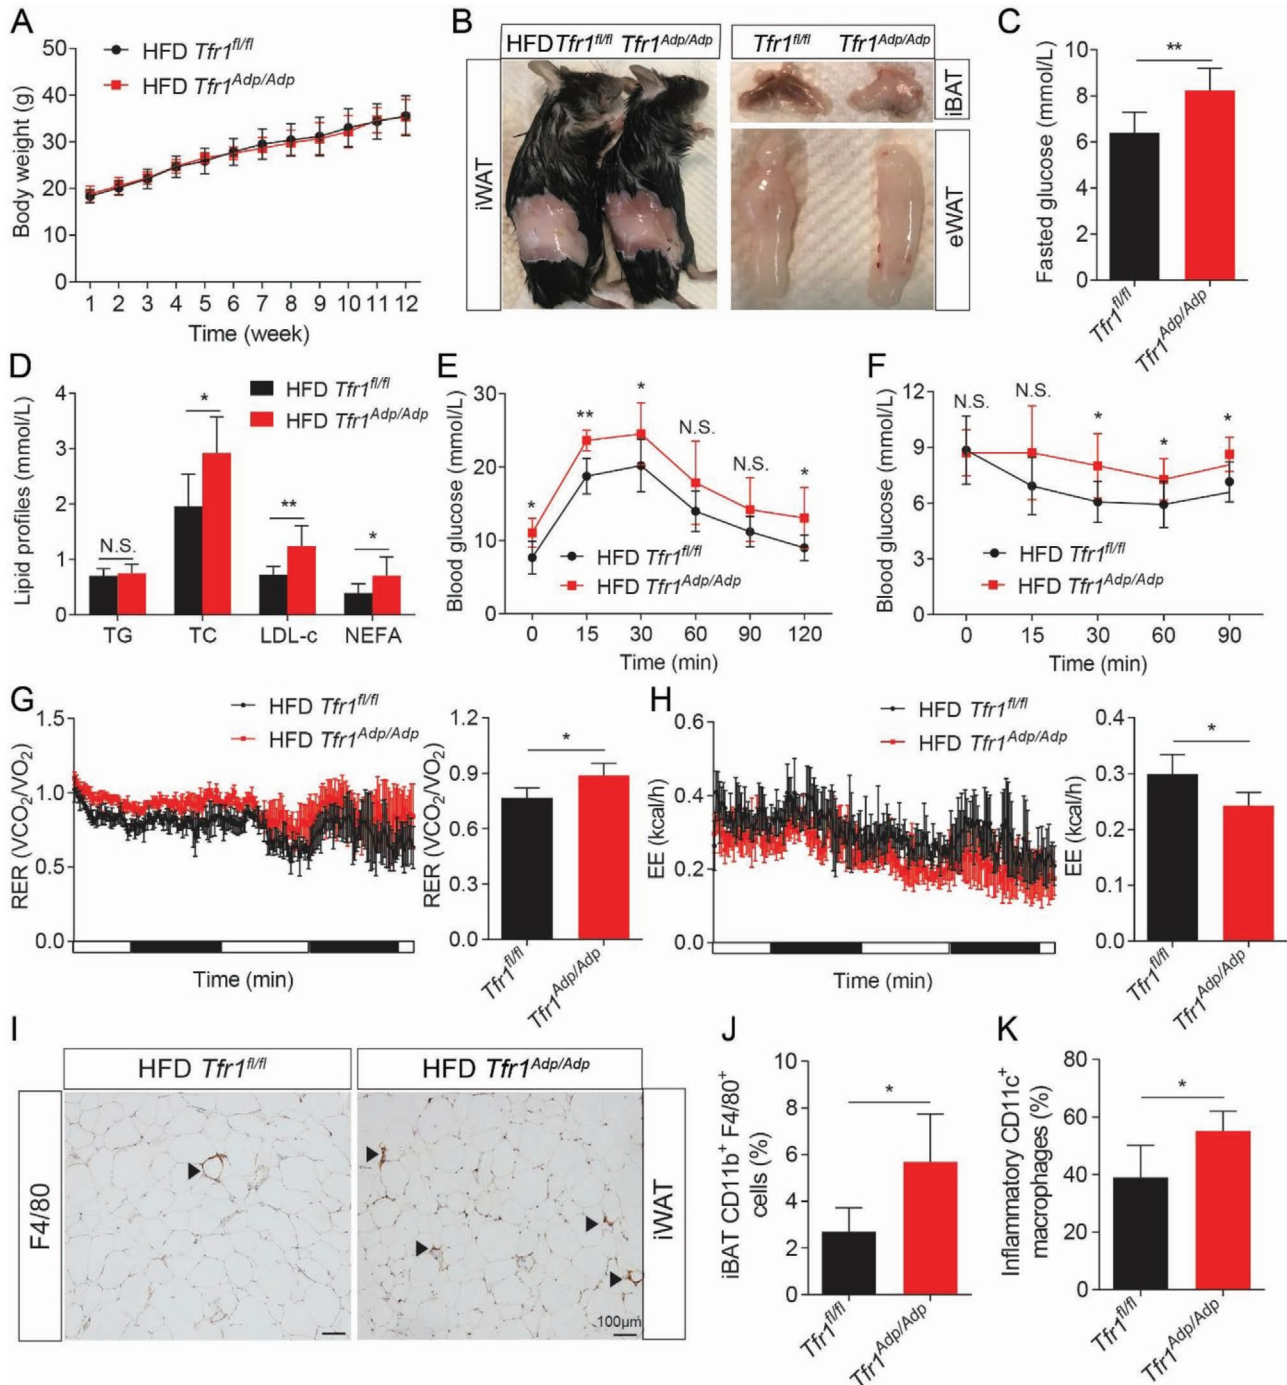 A
HFD Tfr1fl/fl
HFD Tfr1Adp/Adp
Body weight (g)
50
40
30
20
10
0
1 2 3 4 5 6 7 8 9 10 11 12
Time (week)
B
HFD Tfr1fl/fl Tfr1Adp/Adp
Tfr1fl/fl Tfr1Adp/Adp
iWAT
iBAT
eWAT
C
Fasted glucose (mmol/L)
10
8
6
4
2
0
**
Tfr1fl/fl
Tfr1Adp/Adp
D
HFD Tfr1fl/fl
HFD Tfr1Adp/Adp
Lipid profiles (mmol/L)
4
3
2
1
0
N.S.
*
**
*
TG TC LDL-c NEFA
E
Blood glucose (mmol/L)
30
20
10
0
* ** * N.S. N.S. *
HFD Tfr1fl/fl
HFD Tfr1Adp/Adp
0 15 30 60 90 120
Time (min)
F
Blood glucose (mmol/L)
12
9
6
3
0
N.S. N.S. * * *
HFD Tfr1fl/fl
HFD Tfr1Adp/Adp
0 15 30 60 90
Time (min)
G
HFD Tfr1fl/fl
HFD Tfr1Adp/Adp
RER (VCO2/VO2)
1.5
1.0
0.5
0.0
Time (min)
RER (VCO2/VO2)
1.2
0.9
0.6
0.3
0.0
*
Tfr1fl/fl
Tfr1Adp/Adp
H
HFD Tfr1fl/fl
HFD Tfr1Adp/Adp
EE (kcal/h)
0.6
0.4
0.2
0.0
Time (min)
EE (kcal/h)
0.4
0.3
0.2
0.1
0.0
*
Tfr1fl/fl
Tfr1Adp/Adp
I
HFD Tfr1fl/fl
HFD Tfr1Adp/Adp
F4/80
iWAT
100μm
J
iBAT CD11b+ F4/80+
cells (%)
10
8
6
4
2
0
*
Tfr1fl/fl
Tfr1Adp/Adp
K
Inflammatory CD11c+
macrophages (%)
80
60
40
20
0
*
Tfr1fl/fl
Tfr1Adp/Adp